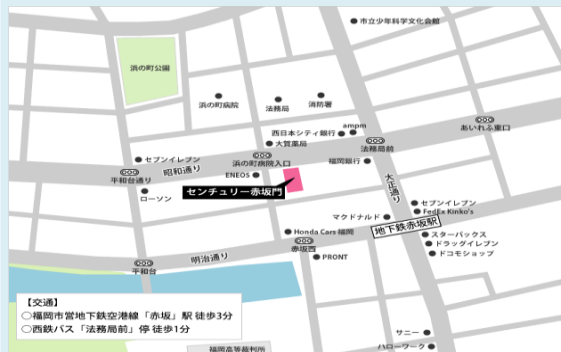 市立少年科学文化会館
浜の町公園
浜の町病院
法務局
消防署
ampm
西日本シティ銀行
大賀薬局
あいれふ東口
法務局前
セブンイレブン
昭和通り
浜の町病院入口
福岡銀行
平和台通り
ENEOS
ローソン
センチュリー赤坂門
大正通り
マクドナルド
セブンイレブン
FedEx Kinko's
地下鉄赤坂駅
Honda Cars 福岡
赤坂西
スターバックス
ドラッグイレブン
ドコモショップ
PRONT
明治通り
平和台
【交通】
○福岡市営地下鉄空港線「赤坂」駅 徒歩3分
○西鉄バス「法務局前」停 徒歩1分
サニー
ハローワーク
福岡高等裁判所